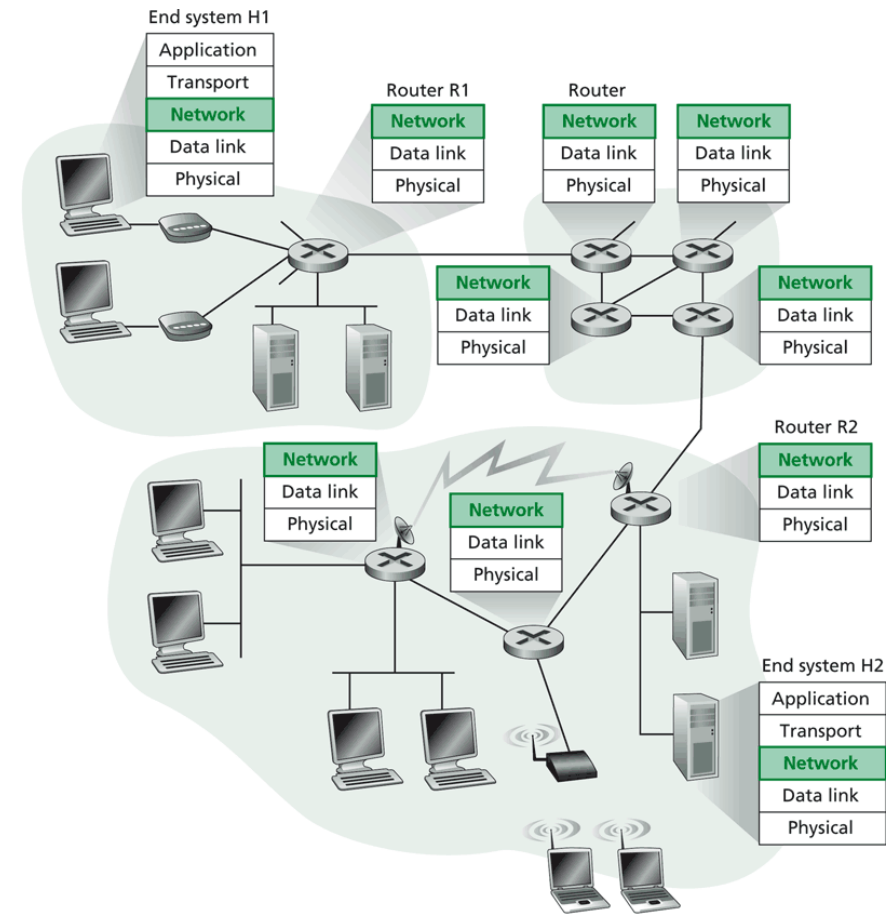 End system H1
Application
Transport
Network
Data link
Physical
Router R1
Network
Data link
Physical
Router
Network
Data link
Physical
Network
Data link
Physical
Network
Data link
Physical
Network
Data link
Physical
Router R2
Network
Data link
Physical
Network
Data link
Physical
Network
Data link
Physical
End system H2
Application
Transport
Network
Data link
Physical